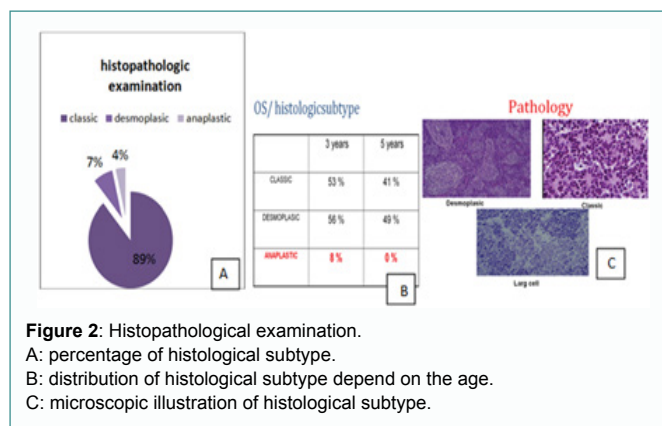 histopathologic
examination
classic desmoplasic anaplastic
7% 4%
89%
A
OS/ histologicsubtype
3 years 5 years
CLASSIC 53 % 41 %
DESMOPLASIC 56 % 49 %
ANAPLASTIC 8 % 0 %
B
Pathology
Desmoplasic Classic
Larg cell
C
Figure 2: Histopathological examination.
A: percentage of histological subtype.
B: distribution of histological subtype depend on the age.
C: microscopic illustration of histological subtype.